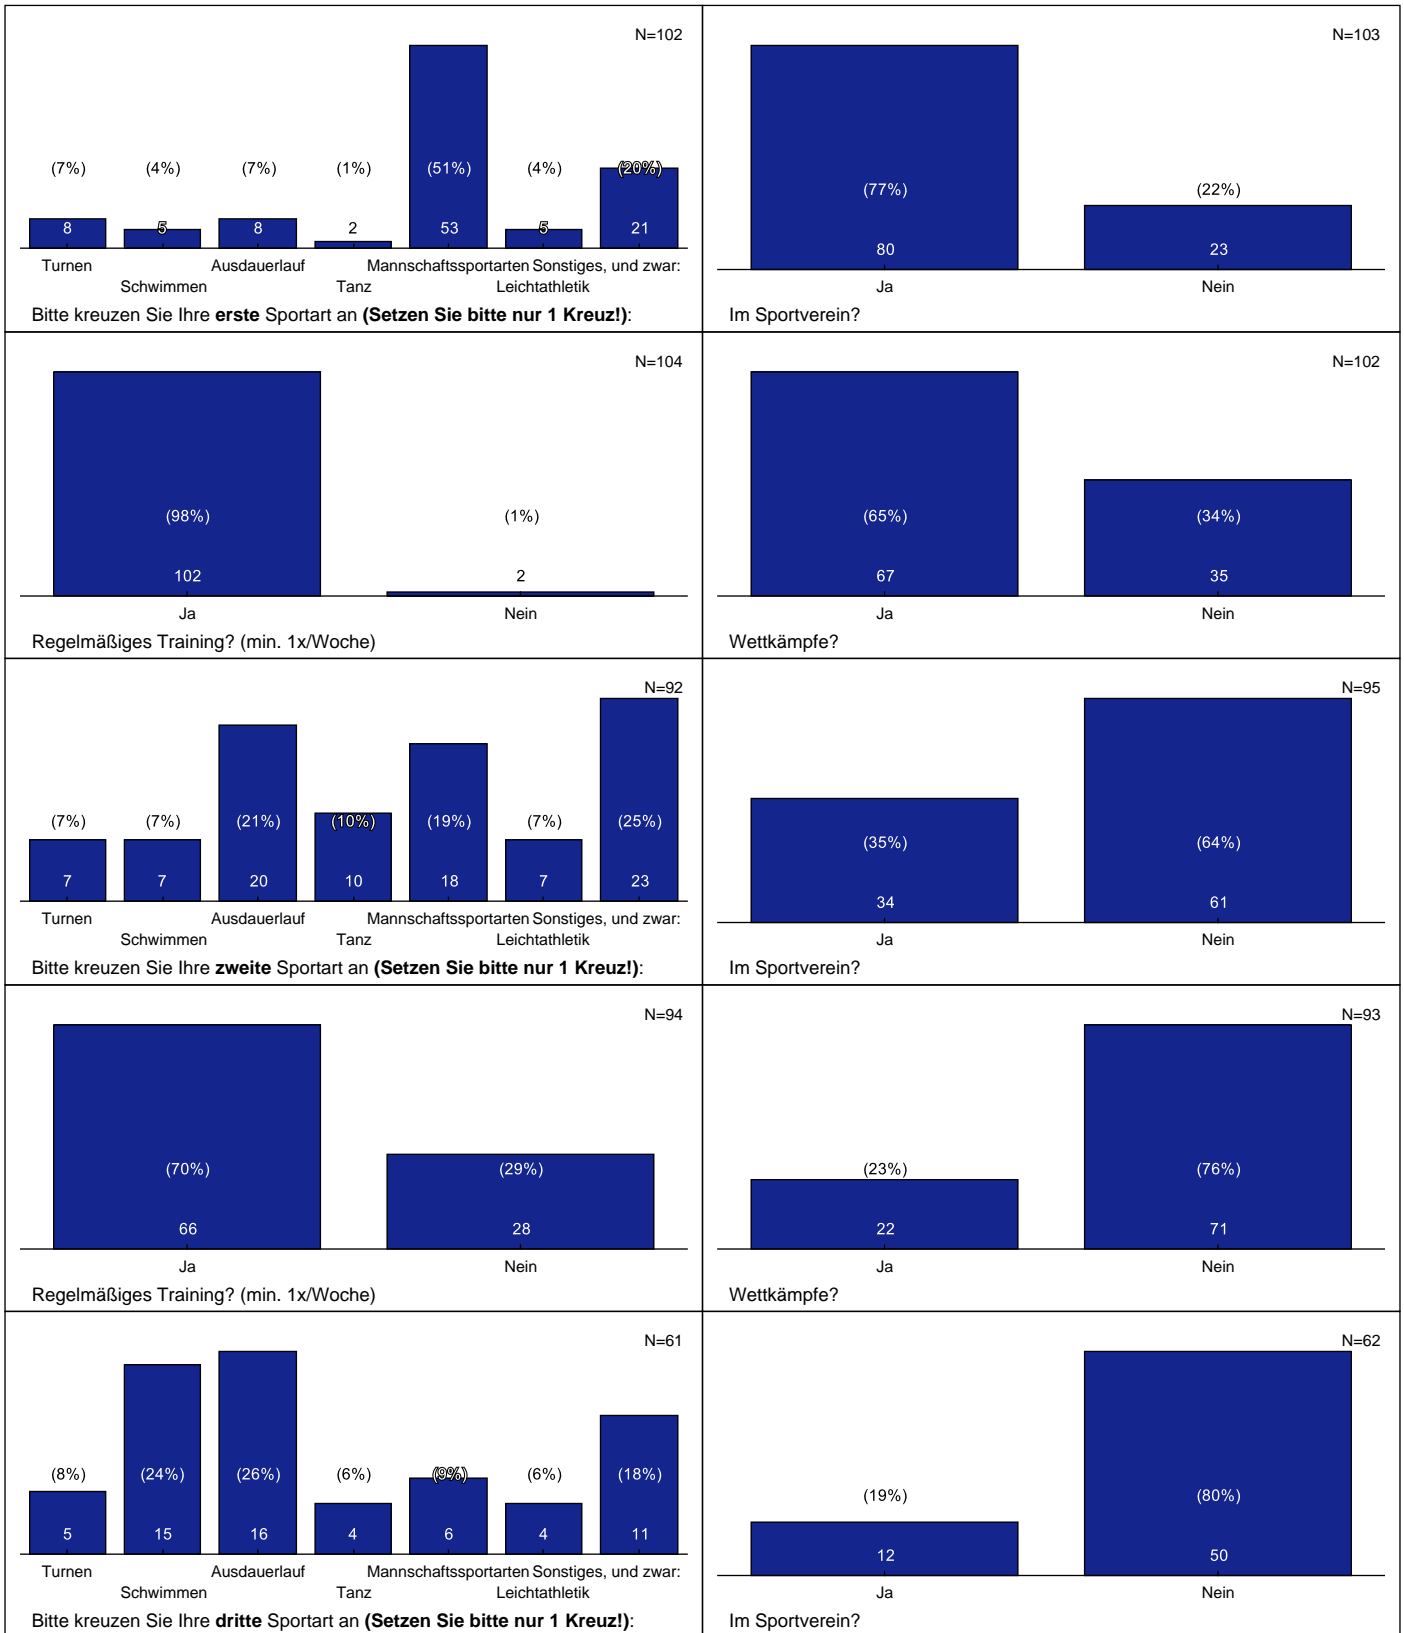 N=102
(7%) (4%) (7%) (1%) (51%) (4%) (20%)
8 5 8 2 53 5 21
Turnen Ausdauerlauf Mannschaftssportarten Sonstiges, und zwar:
Schwimmen Tanz Leichtathletik
Bitte kreuzen Sie Ihre erste Sportart an (Setzen Sie bitte nur 1 Kreuz!):
N=103
(77%) (22%)
80 23
Ja Nein
Im Sportverein?
N=104
(98%) (1%)
102 2
Ja Nein
Regelmäßiges Training? (min. 1x/Woche)
N=102
(65%) (34%)
67 35
Ja Nein
Wettkämpfe?
N=92
(7%) (7%) (21%) (10%) (19%) (7%) (25%)
7 7 20 10 18 7 23
Turnen Ausdauerlauf Mannschaftssportarten Sonstiges, und zwar:
Schwimmen Tanz Leichtathletik
Bitte kreuzen Sie Ihre zweite Sportart an (Setzen Sie bitte nur 1 Kreuz!):
N=95
(35%) (64%)
34 61
Ja Nein
Im Sportverein?
N=94
(70%) (29%)
66 28
Ja Nein
Regelmäßiges Training? (min. 1x/Woche)
N=93
(23%) (76%)
22 71
Ja Nein
Wettkämpfe?
N=61
(8%) (24%) (26%) (6%) (9%) (6%) (18%)
5 15 16 4 6 4 11
Turnen Ausdauerlauf Mannschaftssportarten Sonstiges, und zwar:
Schwimmen Tanz Leichtathletik
Bitte kreuzen Sie Ihre dritte Sportart an (Setzen Sie bitte nur 1 Kreuz!):
N=62
(19%) (80%)
12 50
Ja Nein
Im Sportverein?